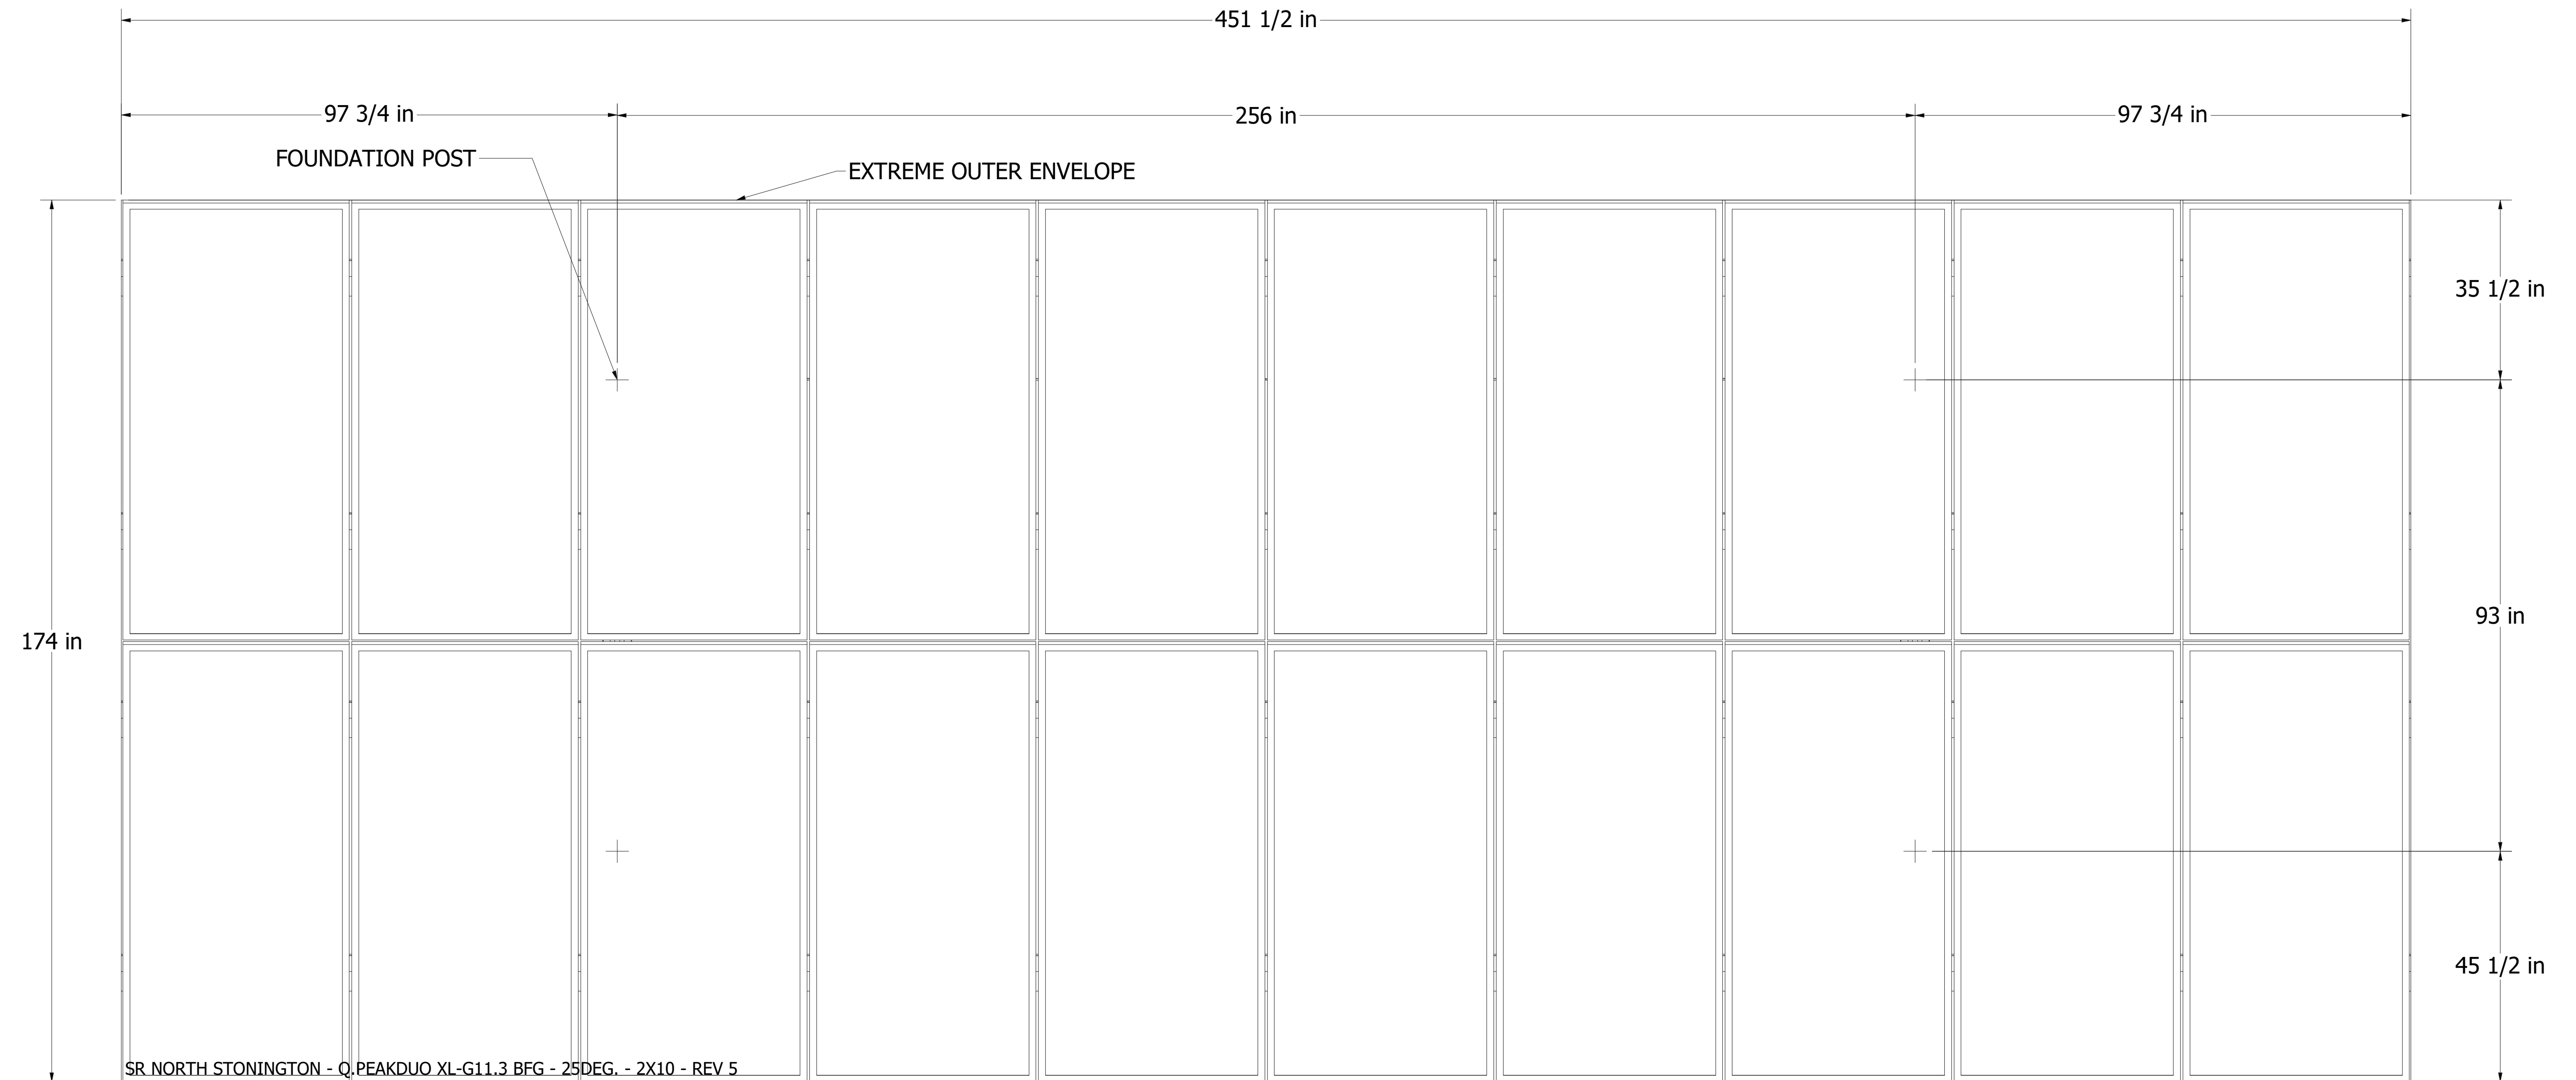 451 1/2 in
97 3/4 in
256 in
97 3/4 in
FOUNDATION POST
EXTREME OUTER ENVELOPE
35 1/2 in
93 in
174 in
45 1/2 in
SR NORTH STONINGTON - Q.PEAKDUO XL-G11.3 BFG - 25DEG. - 2X10 - REV 5